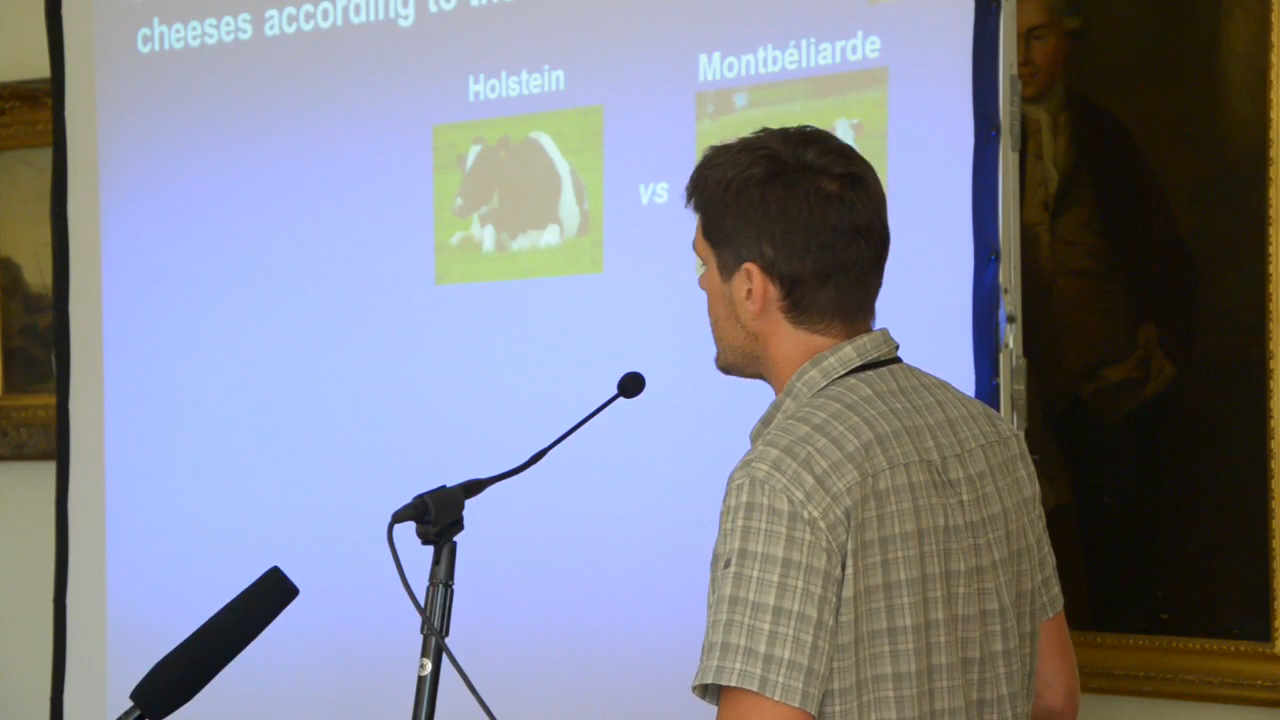 cheeses according to
Holstein
Montbéliarde
vs